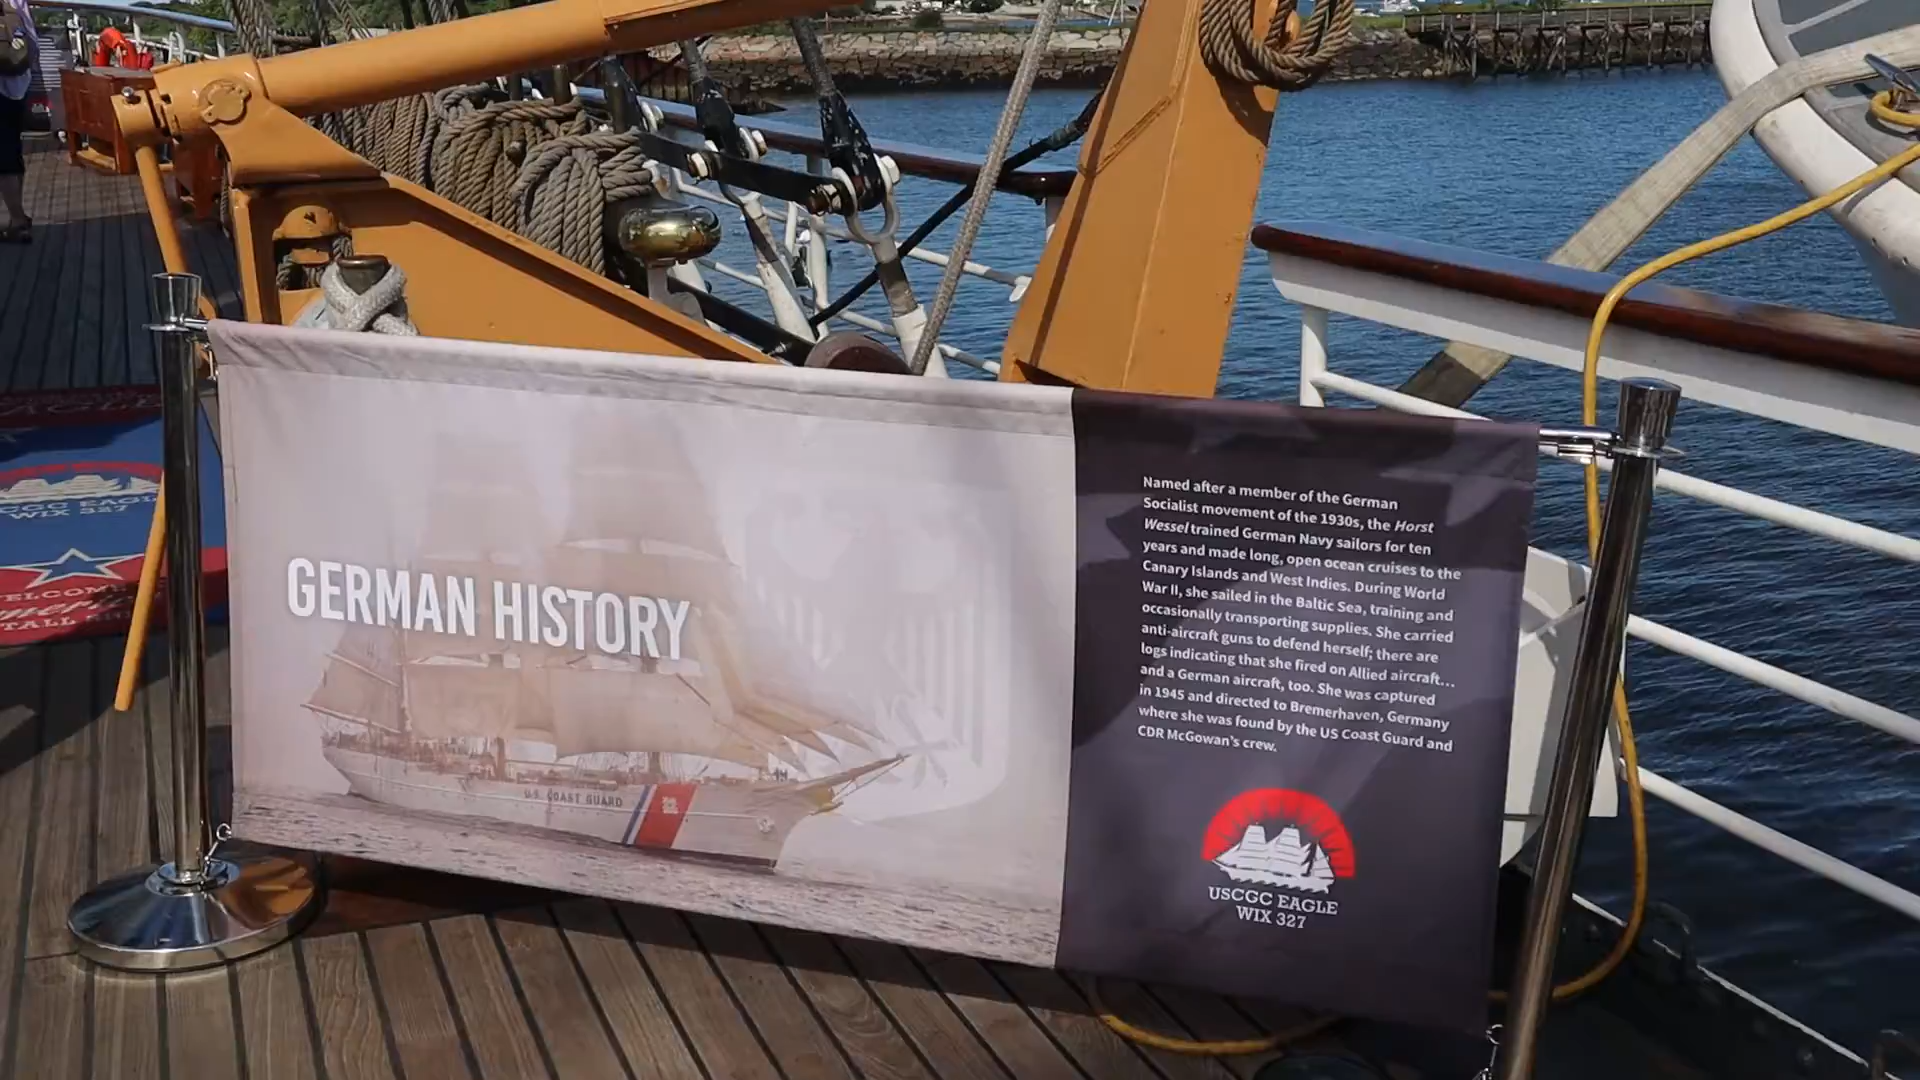 GERMAN HISTORY
U.S. COAST GUARD
Named after a member of the German
Socialist movement of the 1930s, the Horst
Wessel trained German Navy sailors for ten
years and made long, open ocean cruises to the
Canary Islands and West Indies. During World
War II, she sailed in the Baltic Sea, training and
occasionally transporting supplies. She carried
anti-aircraft guns to defend herself; there are
logs indicating that she fired on Allied aircraft…
and a German aircraft, too. She was captured
in 1945 and directed to Bremerhaven, Germany
where she was found by the US Coast Guard and
CDR McGowan's crew.
USCGC EAGLE
WIX 327
WIX 327